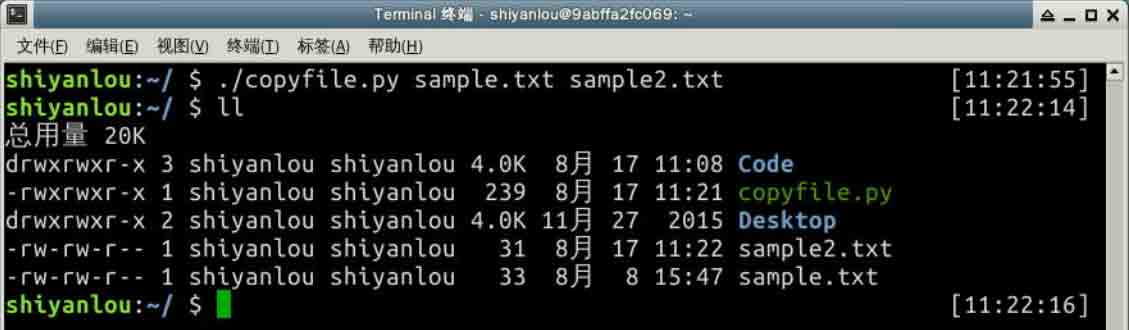 Terminal 终端 - shiyanlou@9abffa2fc069: ~
文件(F) 编辑(E) 视图(V) 终端(T) 标签(A) 帮助(H)
shiyanlou:~/ $ ./copyfile.py sample.txt sample2.txt [11:21:55]
shiyanlou:~/ $ ll [11:22:14]
总用量 20K
drwxrwxr-x 3 shiyanlou shiyanlou 4.0K 8月 17 11:08 Code
-rwxrwxr-x 1 shiyanlou shiyanlou 239 8月 17 11:21 copyfile.py
drwxrwxr-x 2 shiyanlou shiyanlou 4.0K 11月 27 2015 Desktop
-rw-rw-r-- 1 shiyanlou shiyanlou 31 8月 17 11:22 sample2.txt
-rw-rw-r-- 1 shiyanlou shiyanlou 33 8月 8 15:47 sample.txt
shiyanlou:~/ $ [11:22:16]